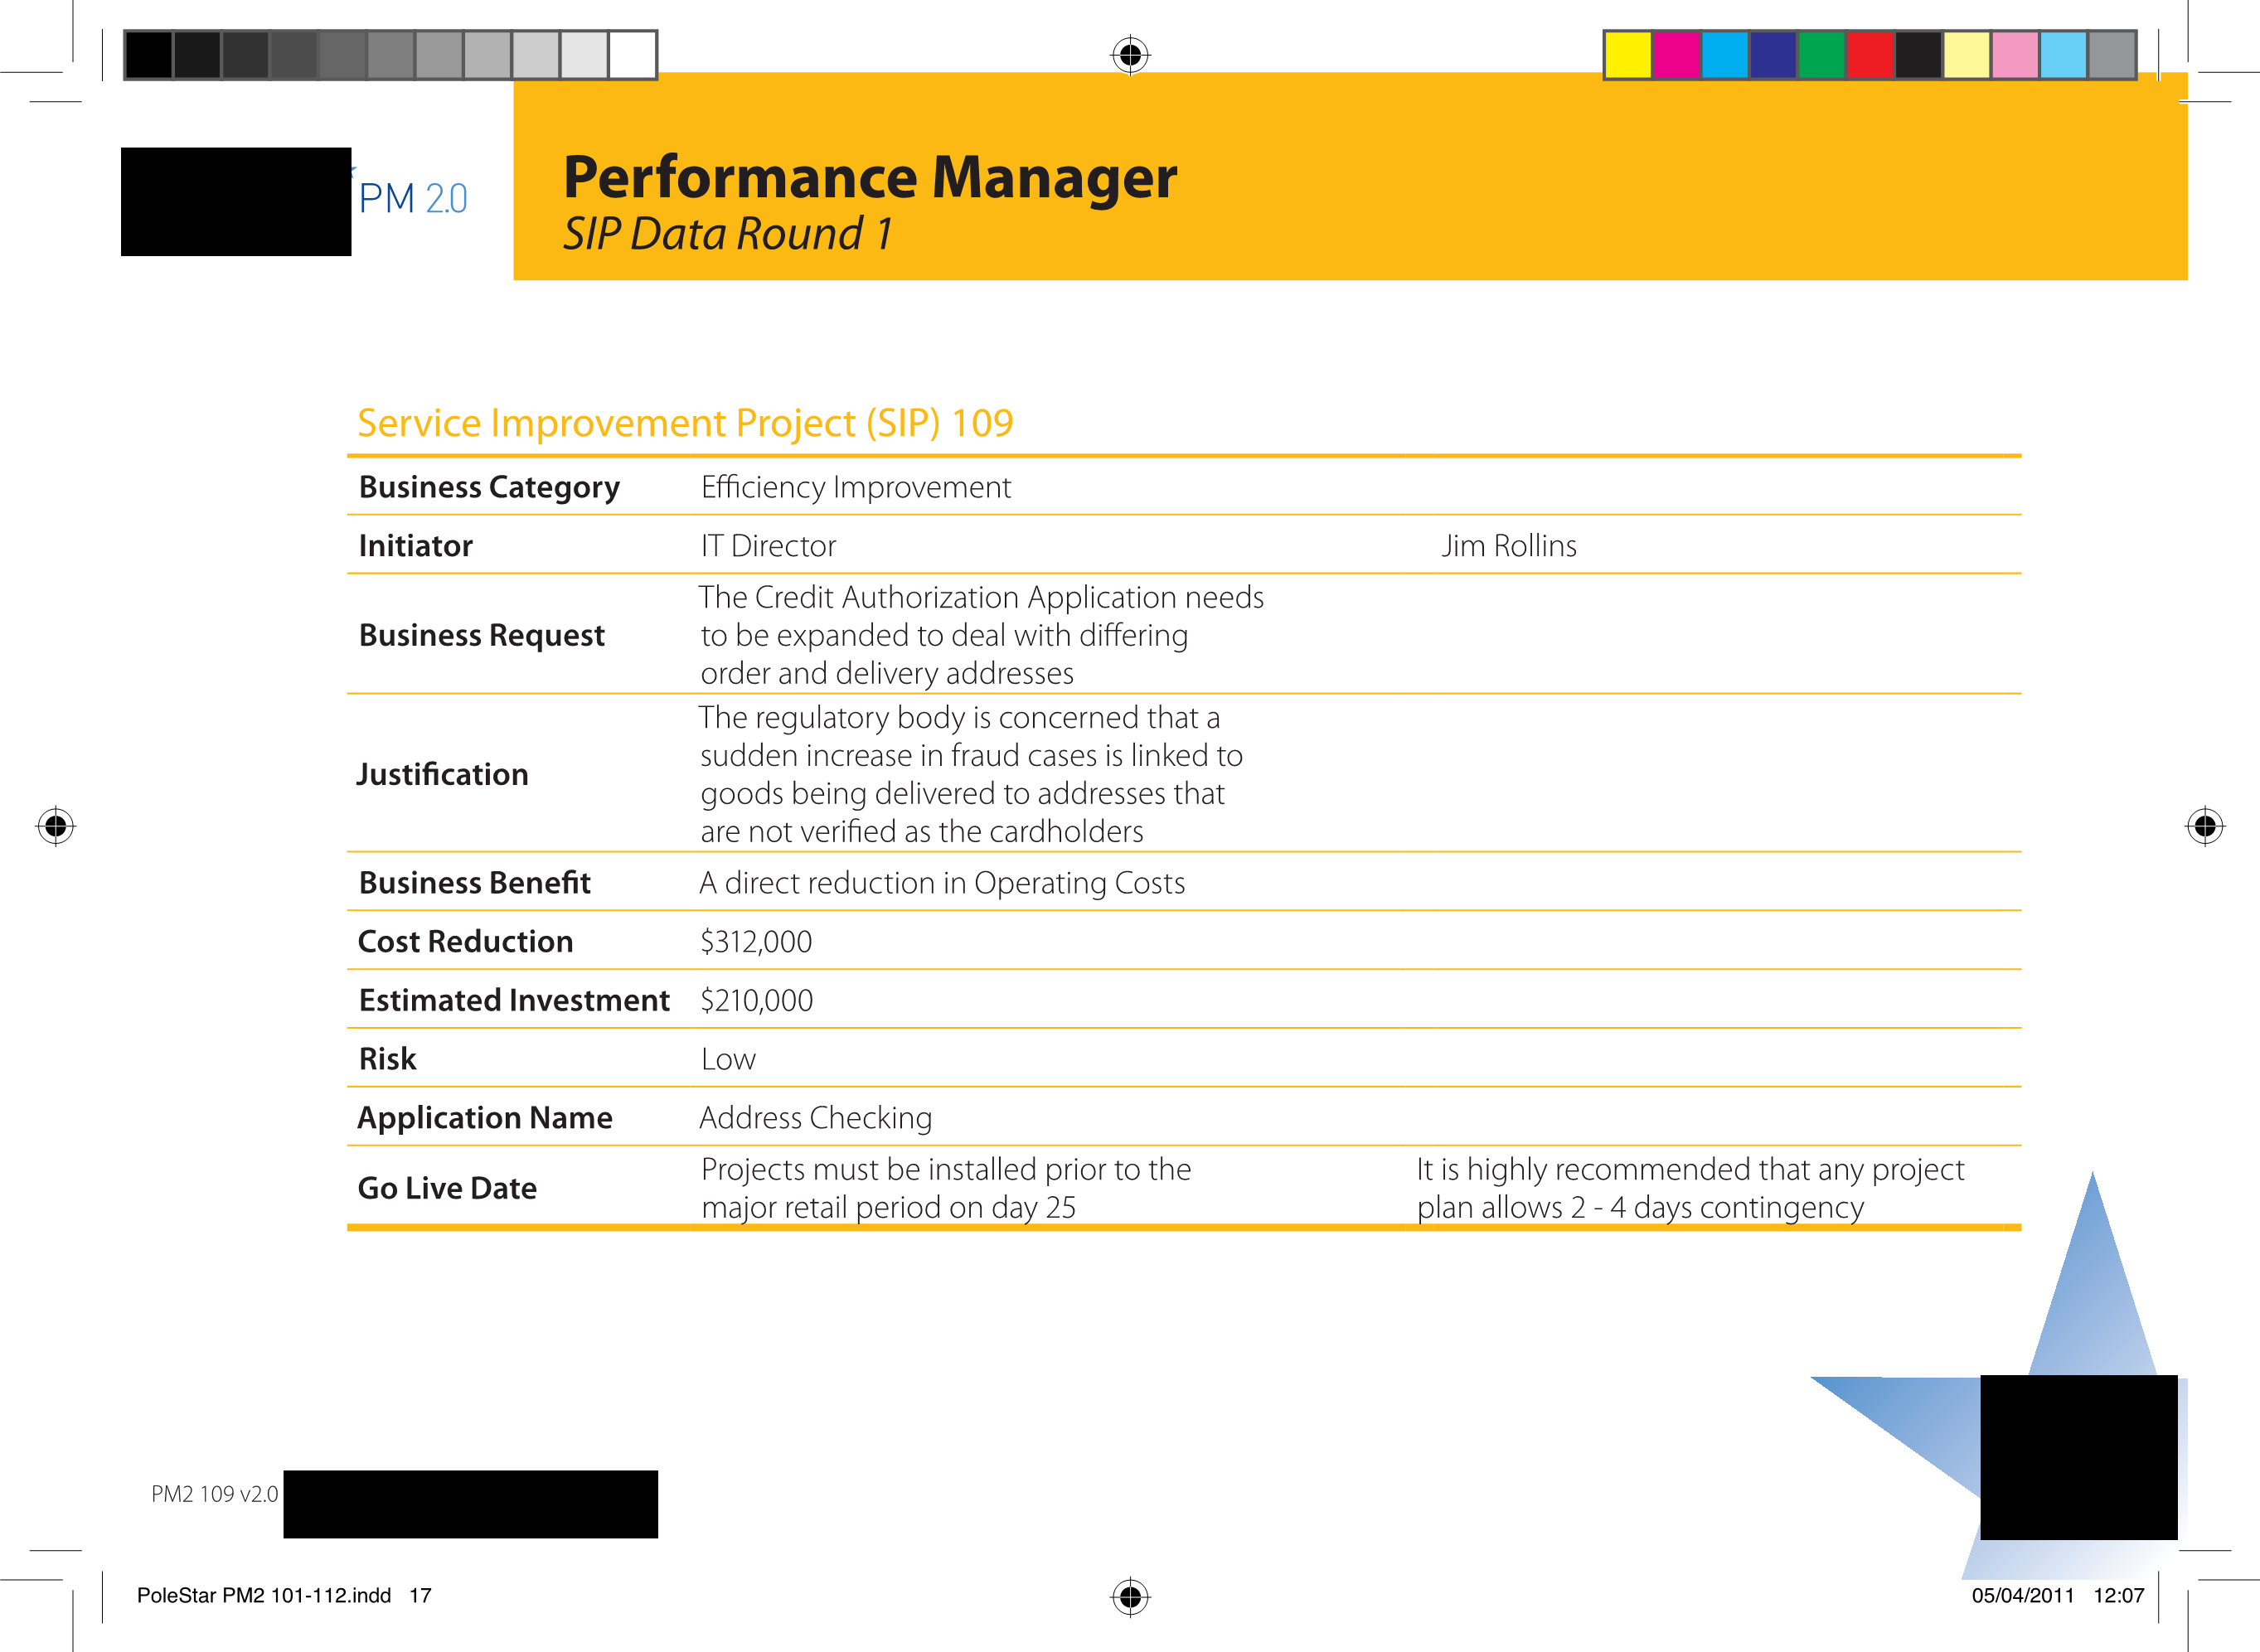 PM 2.0
Performance Manager
SIP Data Round 1
Service Improvement Project (SIP) 109
Business Category Efficiency Improvement
Initiator IT Director Jim Rollins
Business Request The Credit Authorization Application needs
to be expanded to deal with differing
order and delivery addresses
Justification The regulatory body is concerned that a
sudden increase in fraud cases is linked to
goods being delivered to addresses that
are not verified as the cardholders
Business Benefit A direct reduction in Operating Costs
Cost Reduction $312,000
Estimated Investment $210,000
Risk Low
Application Name Address Checking
Go Live Date Projects must be installed prior to the
major retail period on day 25
It is highly recommended that any project
plan allows 2 - 4 days contingency
PM2 109 v2.0
PoleStar PM2 101-112.indd 17 05/04/2011 12:07